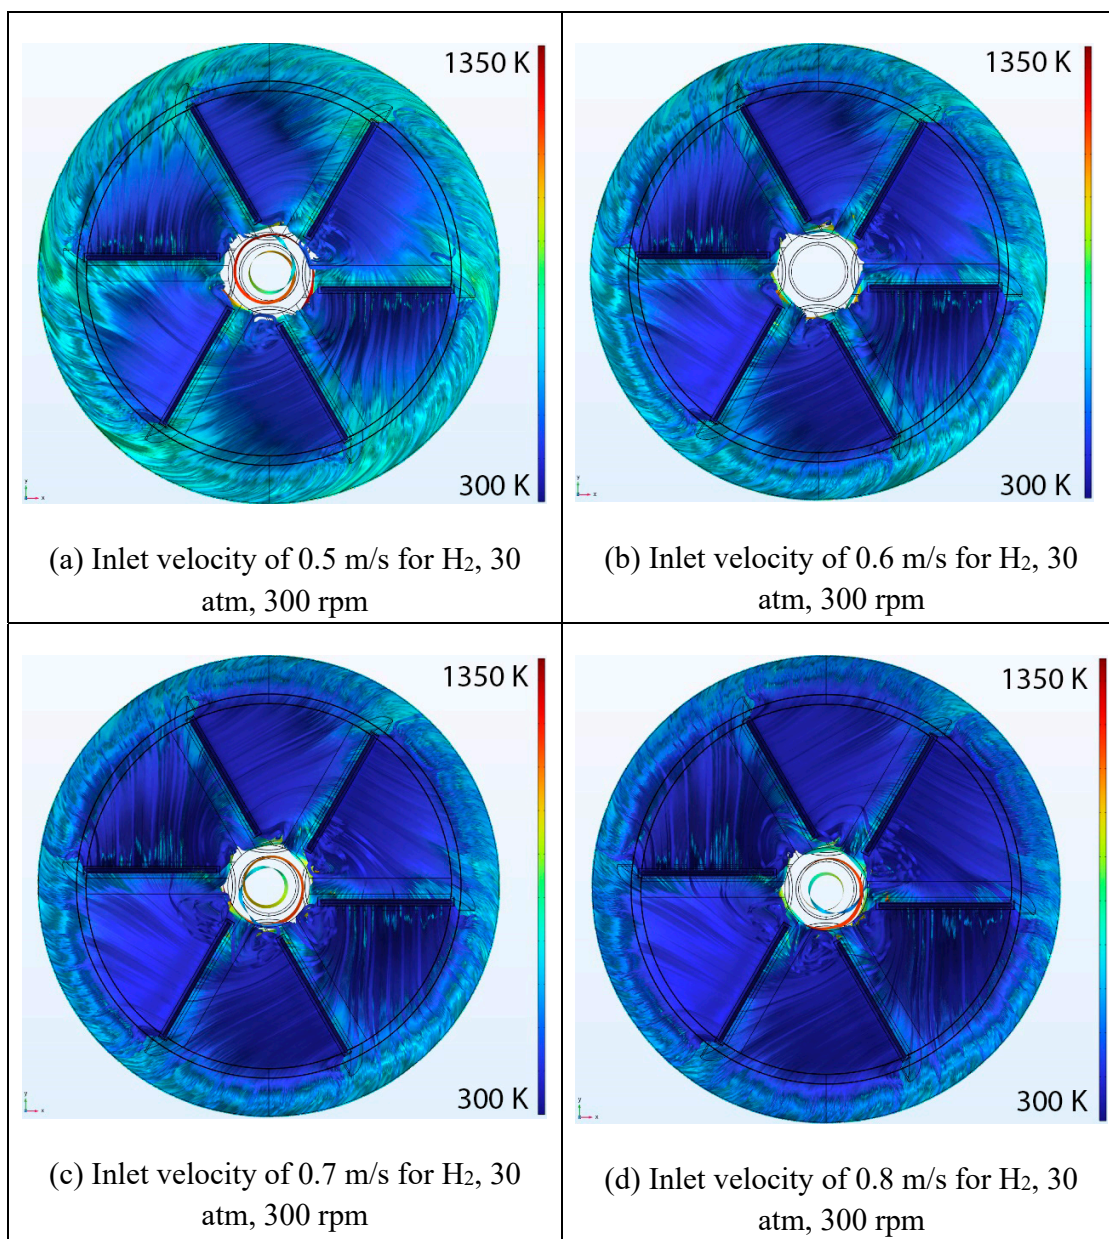 1350 K
300 K
y
x
(a) Inlet velocity of 0.5 m/s for H₂, 30
atm, 300 rpm
1350 K
300 K
y
x
(b) Inlet velocity of 0.6 m/s for H₂, 30
atm, 300 rpm
1350 K
300 K
y
x
(c) Inlet velocity of 0.7 m/s for H₂, 30
atm, 300 rpm
1350 K
300 K
y
x
(d) Inlet velocity of 0.8 m/s for H₂, 30
atm, 300 rpm